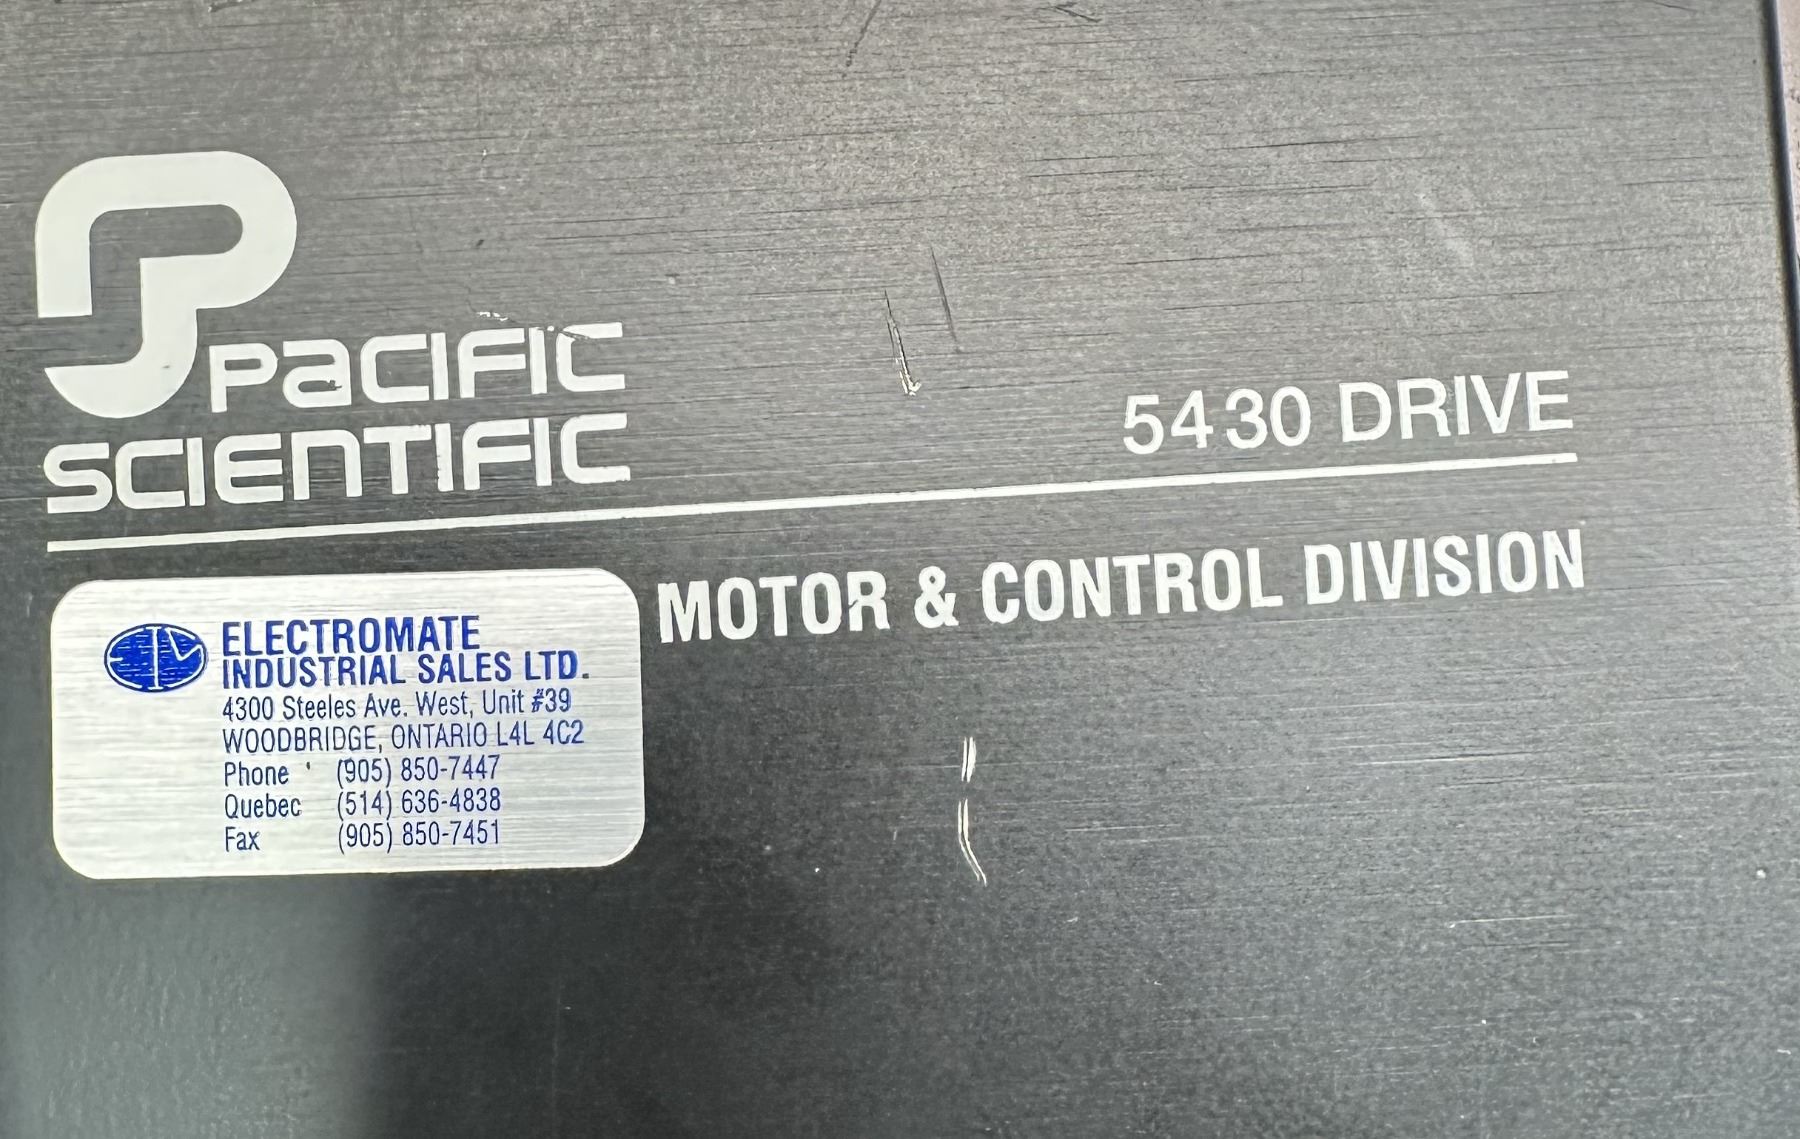 PACIFIC
SCIENTIFIC
5430 DRIVE
MOTOR & CONTROL DIVISION
ELECTROMATE
INDUSTRIAL SALES LTD.
4300 Steeles Ave. West, Unit #39
WOODBRIDGE, ONTARIO L4L 4C2
Phone (905) 850-7447
Quebec (514) 636-4838
Fax (905) 850-7451